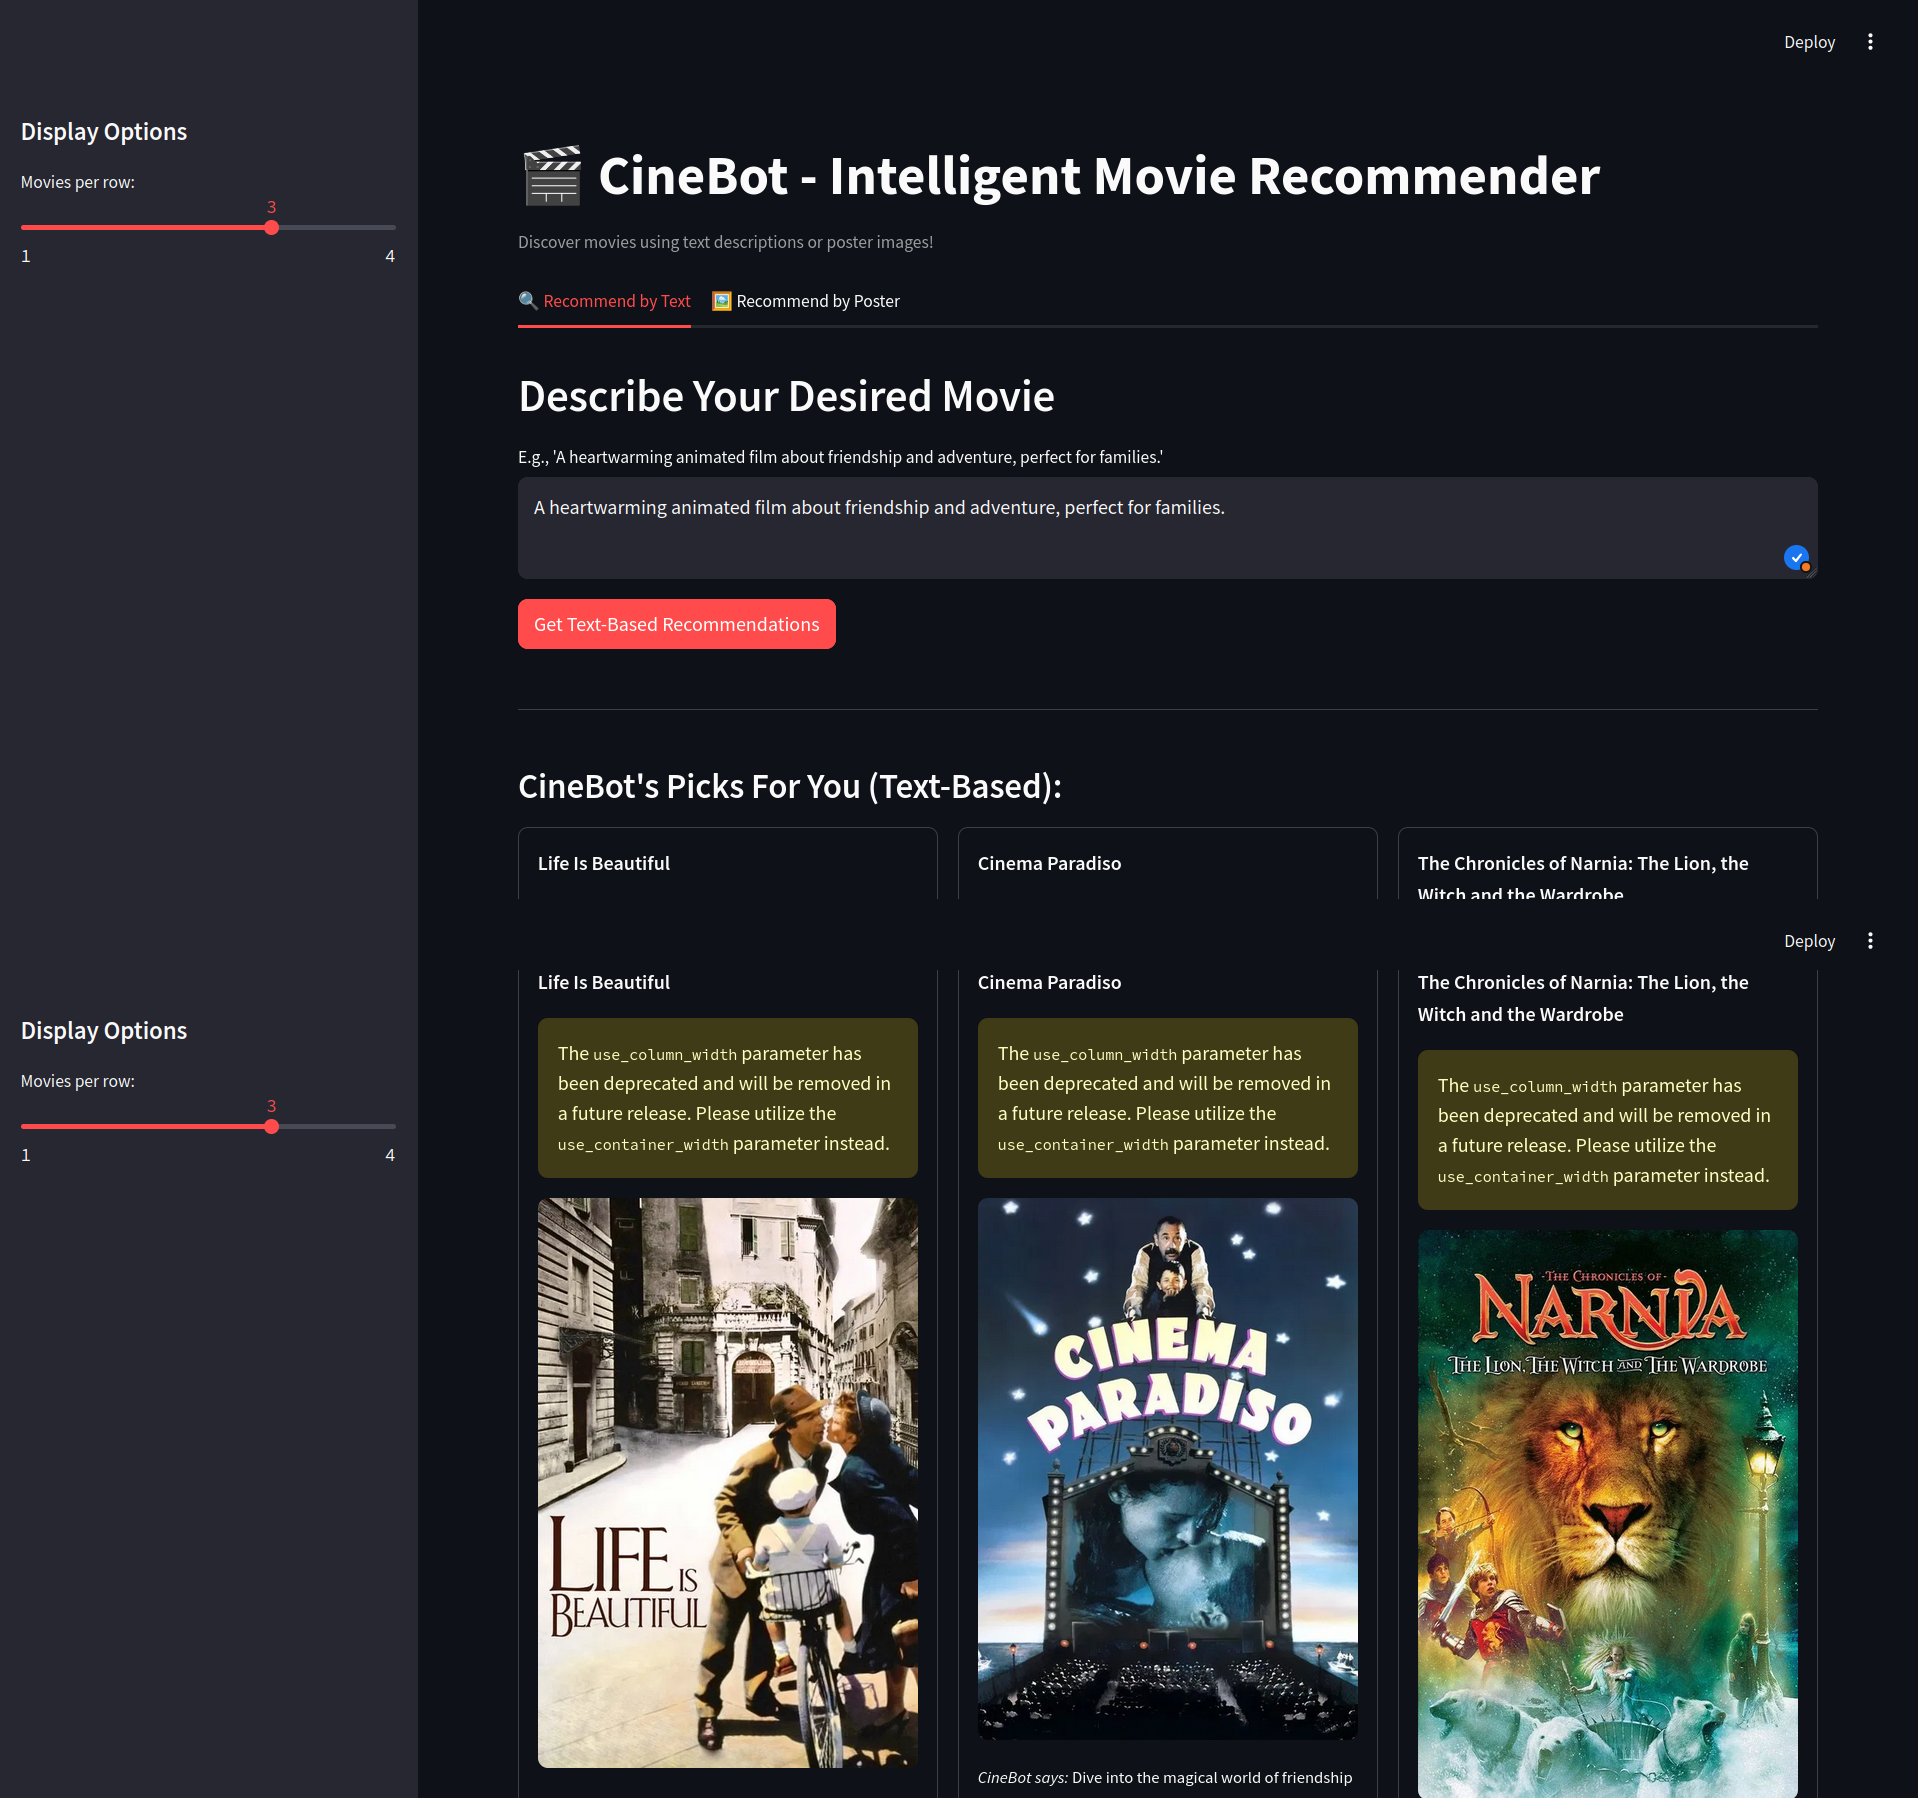 Deploy
Display Options
Movies per row:
3
1
4
CineBot - Intelligent Movie Recommender
Discover movies using text descriptions or poster images!
Recommend by Text
Recommend by Poster
Describe Your Desired Movie
E.g., 'A heartwarming animated film about friendship and adventure, perfect for families.'
A heartwarming animated film about friendship and adventure, perfect for families.
Get Text-Based Recommendations
CineBot's Picks For You (Text-Based):
Life Is Beautiful
Cinema Paradiso
The Chronicles of Narnia: The Lion, the
Witch and the Wardrobe
Deploy
Display Options
Movies per row:
3
1
4
Life Is Beautiful
The use_column_width parameter has
been deprecated and will be removed in
a future release. Please utilize the
use_container_width parameter instead.
LIFE IS
BEAUTIFUL
Cinema Paradiso
The use_column_width parameter has
been deprecated and will be removed in
a future release. Please utilize the
use_container_width parameter instead.
CINEMA
PARADISO
CineBot says: Dive into the magical world of friendship
The Chronicles of Narnia: The Lion, the
Witch and the Wardrobe
The use_column_width parameter has
been deprecated and will be removed in
a future release. Please utilize the
use_container_width parameter instead.
THE CHRONICLES OF
NARNIA
THE LION, THE WITCH AND THE WARDROBE